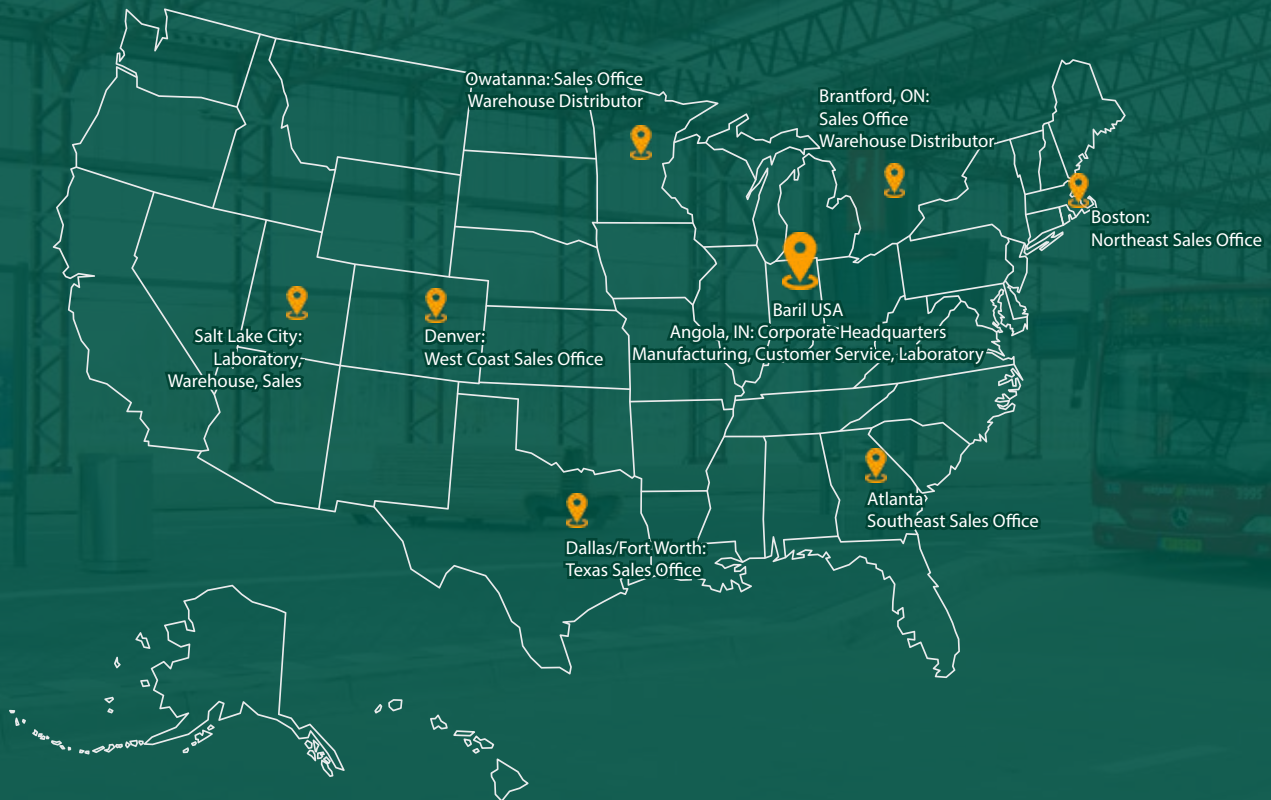 Owatanna: Sales Office
Warehouse Distributor
Brantford, ON:
Sales Office
Warehouse Distributor
Boston:
Northeast Sales Office
Baril USA
Angola, IN: Corporate Headquarters
Manufacturing, Customer Service, Laboratory
Salt Lake City:
Laboratory,
Warehouse, Sales
Denver:
West Coast Sales Office
Atlanta
Southeast Sales Office
Dallas/Fort Worth:
Texas Sales Office